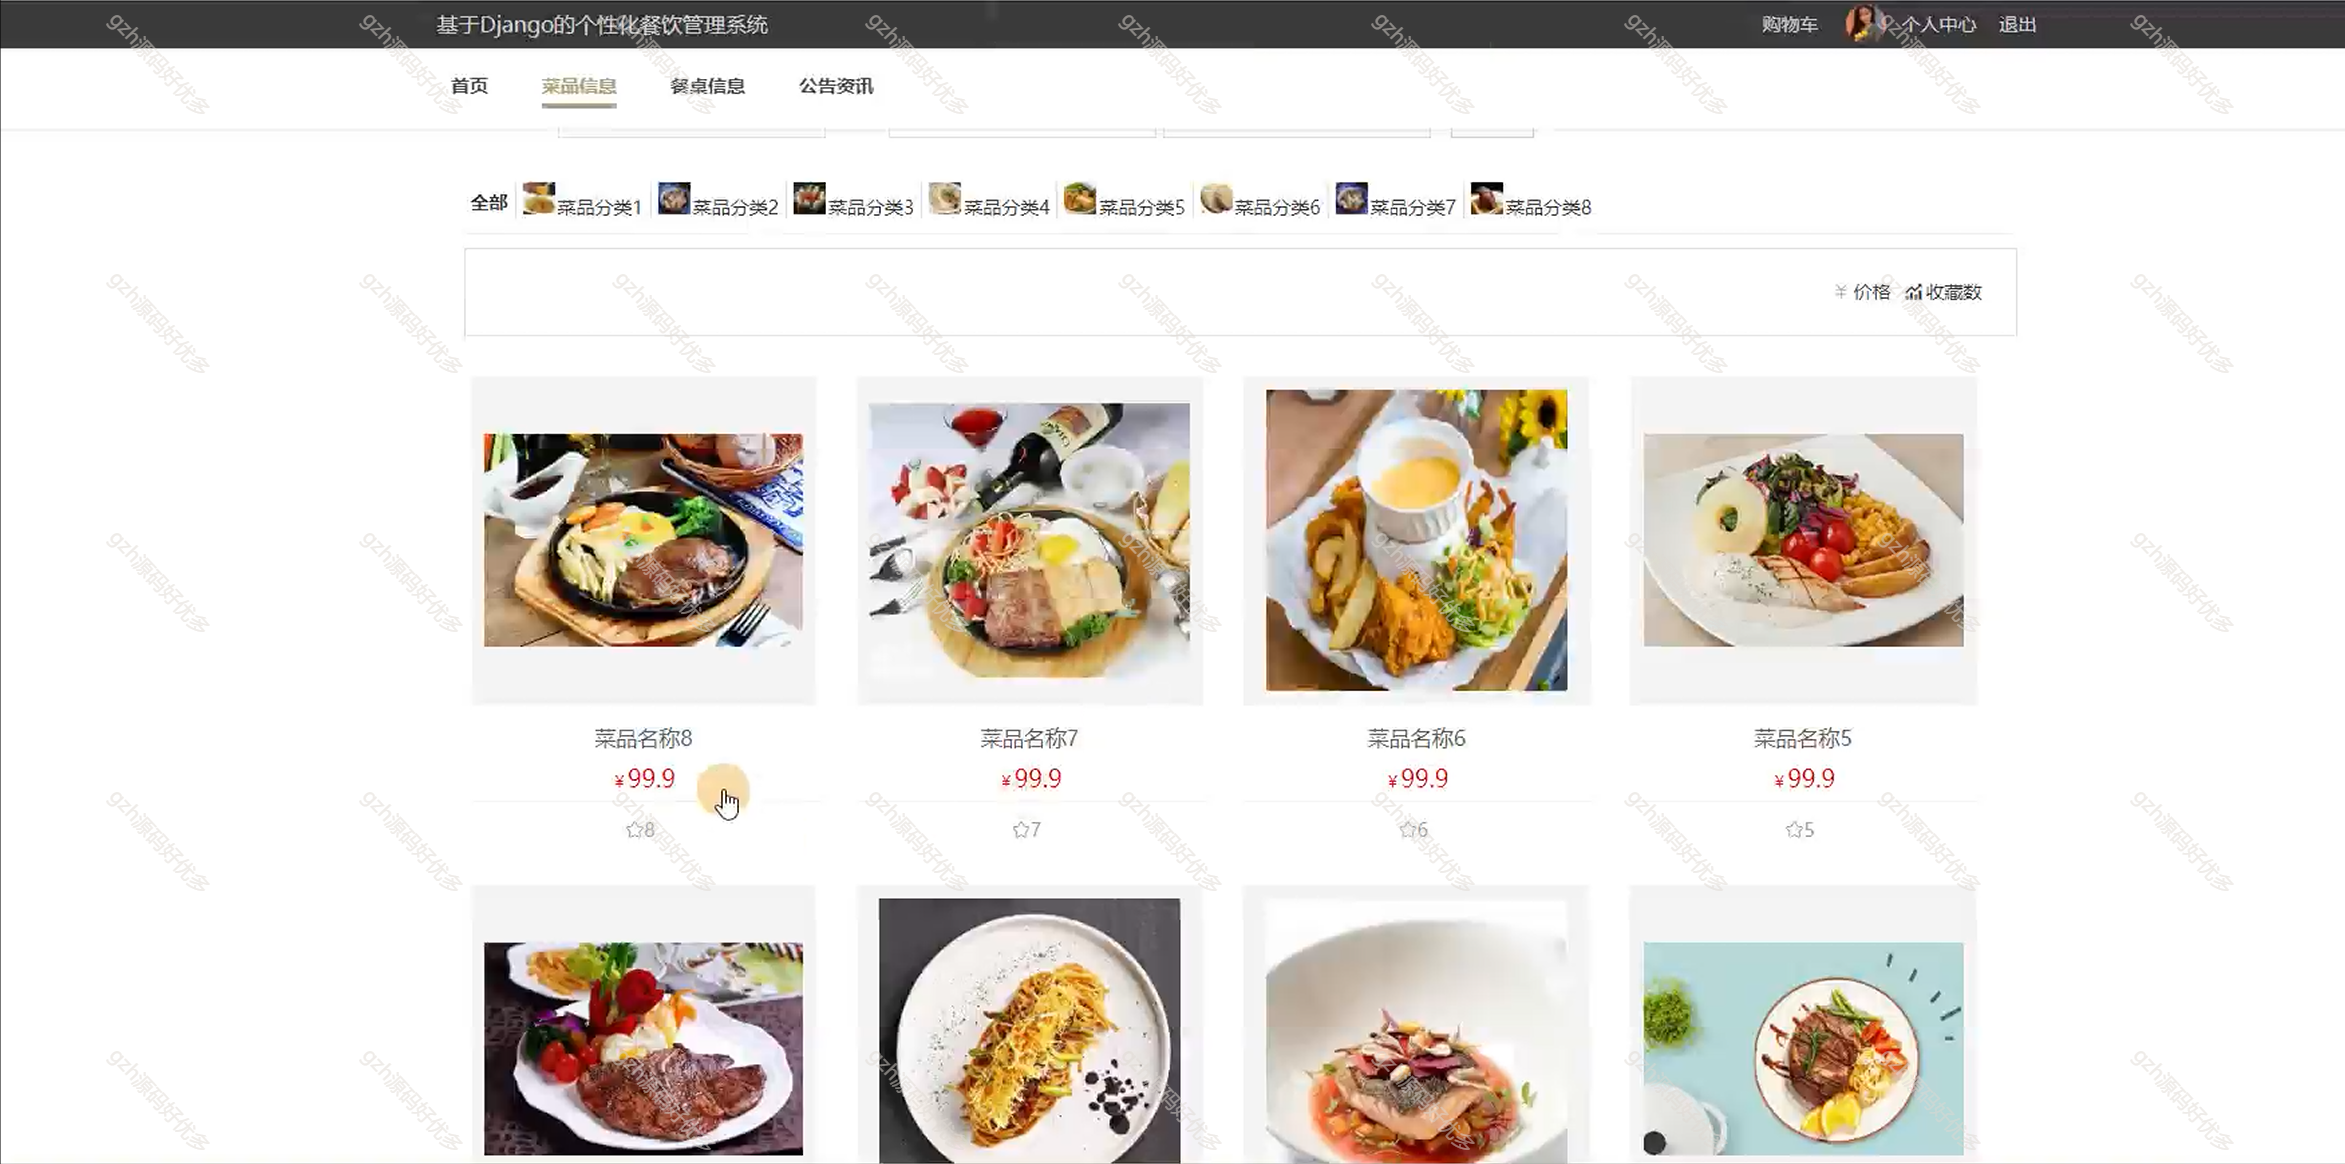 基于Django的个性化餐饮管理系统
购物车 个人中心 退出
首页 菜品信息 餐桌信息 公告资讯
全部 菜品分类1 菜品分类2 菜品分类3 菜品分类4 菜品分类5 菜品分类6 菜品分类7 菜品分类8
¥ 价格 收藏数
菜品名称8 菜品名称7 菜品名称6 菜品名称5
¥99.9 ¥99.9 ¥99.9 ¥99.9
8 7 6 5
gzh源码好优多